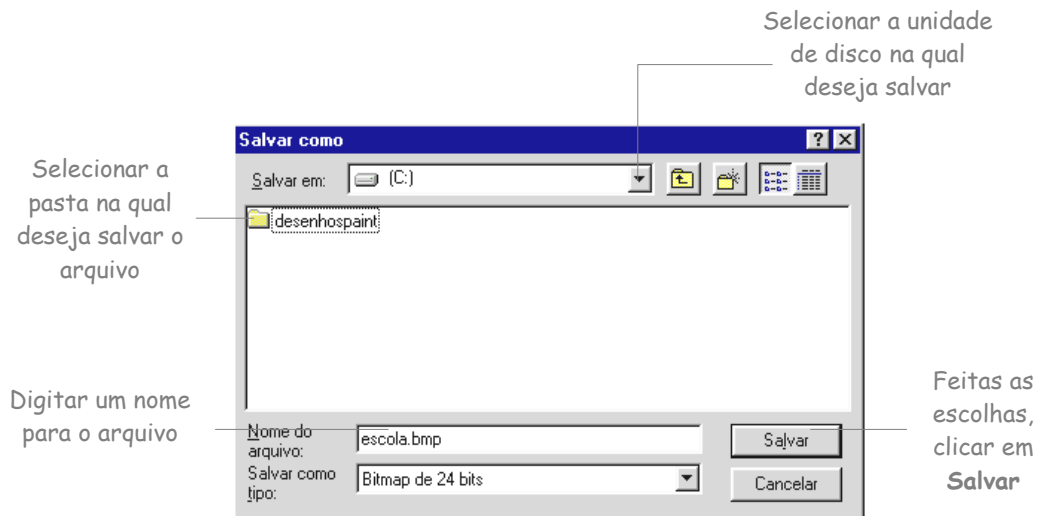 Selecionar a unidade
de disco na qual
deseja salvar
Salvar como
Selecionar a
pasta na qual
deseja salvar o
arquivo
Salvar em:
(C:)
desenhospaint
Digitar um nome
para o arquivo
Nome do
arquivo:
escola.bmp
Salvar
Salvar como
tipo:
Bitmap de 24 bits
Cancelar
Feitas as
escolhas,
clicar em
Salvar